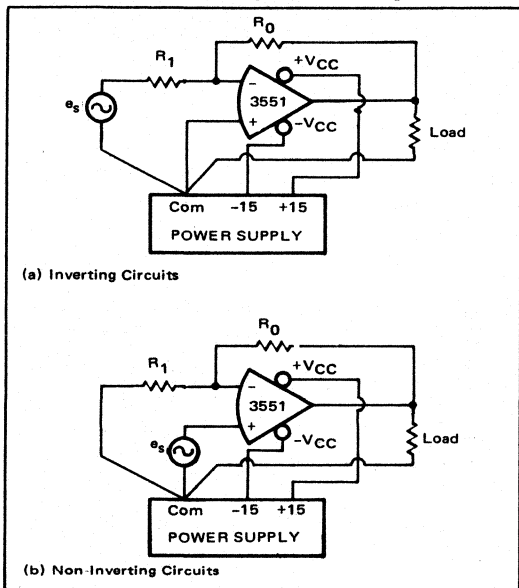 R0
+VCC
R1
-
3551
es
+
-VCC
Load
Com -15 +15
POWER SUPPLY
(a) Inverting Circuits
R0
+VCC
R1
-
3551
es
+
-VCC
Load
Com -15 +15
POWER SUPPLY
(b) Non-Inverting Circuits